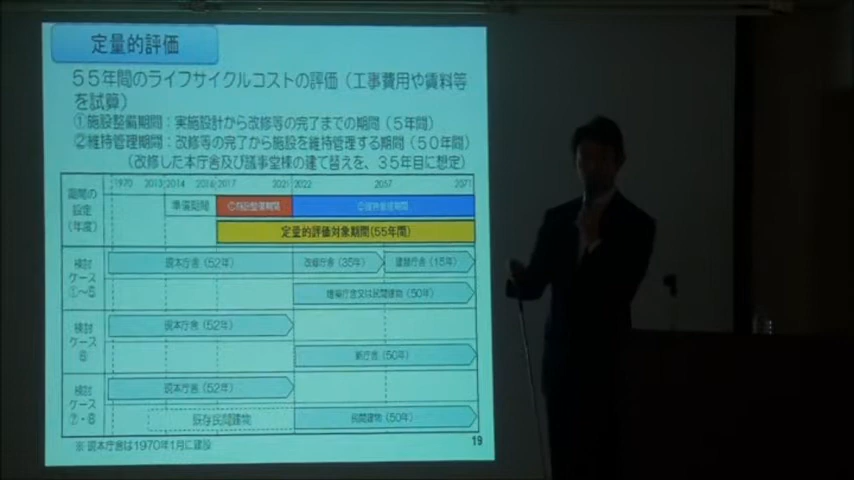 定量的評価
55年間のライフサイクルコストの評価(工事費用や賃料等
を試算)
①施設整備期間:実施設計から改修等の完了までの期間(5年間)
②維持管理期間:改修等の完了から施設を維持管理する期間(50年間)
(改修した本庁舎及び議事堂棟の建て替えを、35年目に想定)
期間の
設定
(年度)
1970 2013 2014 2016 2017 2021 2022 2057 2071
準備期間 ①施設整備期間 ②維持管理期間
定量的評価対象期間(55年間)
検討
ケース
①~⑤
現本庁舎(52年) 改修庁舎(35年) 建替庁舎(15年)
増築庁舎又は民間建物(50年)
検討
ケース
⑥
現本庁舎(52年)
新庁舎(50年)
検討
ケース
⑦・⑧
現本庁舎(52年)
既存民間建物 民間建物(50年)
※現本庁舎は1970年1月に建設
19